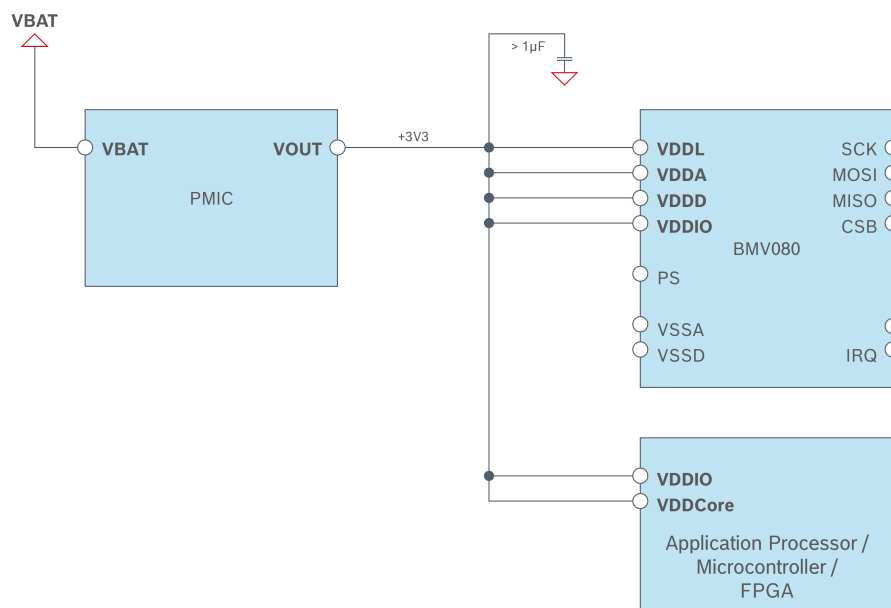 VBAT
> 1µF
+3V3
VBAT
VOUT
PMIC
VDDL
VDDA
VDDD
VDDIO
PS
VSSA
VSSD
SCK
MOSI
MISO
CSB
BMV080
IRQ
VDDIO
VDDCore
Application Processor /
Microcontroller /
FPGA